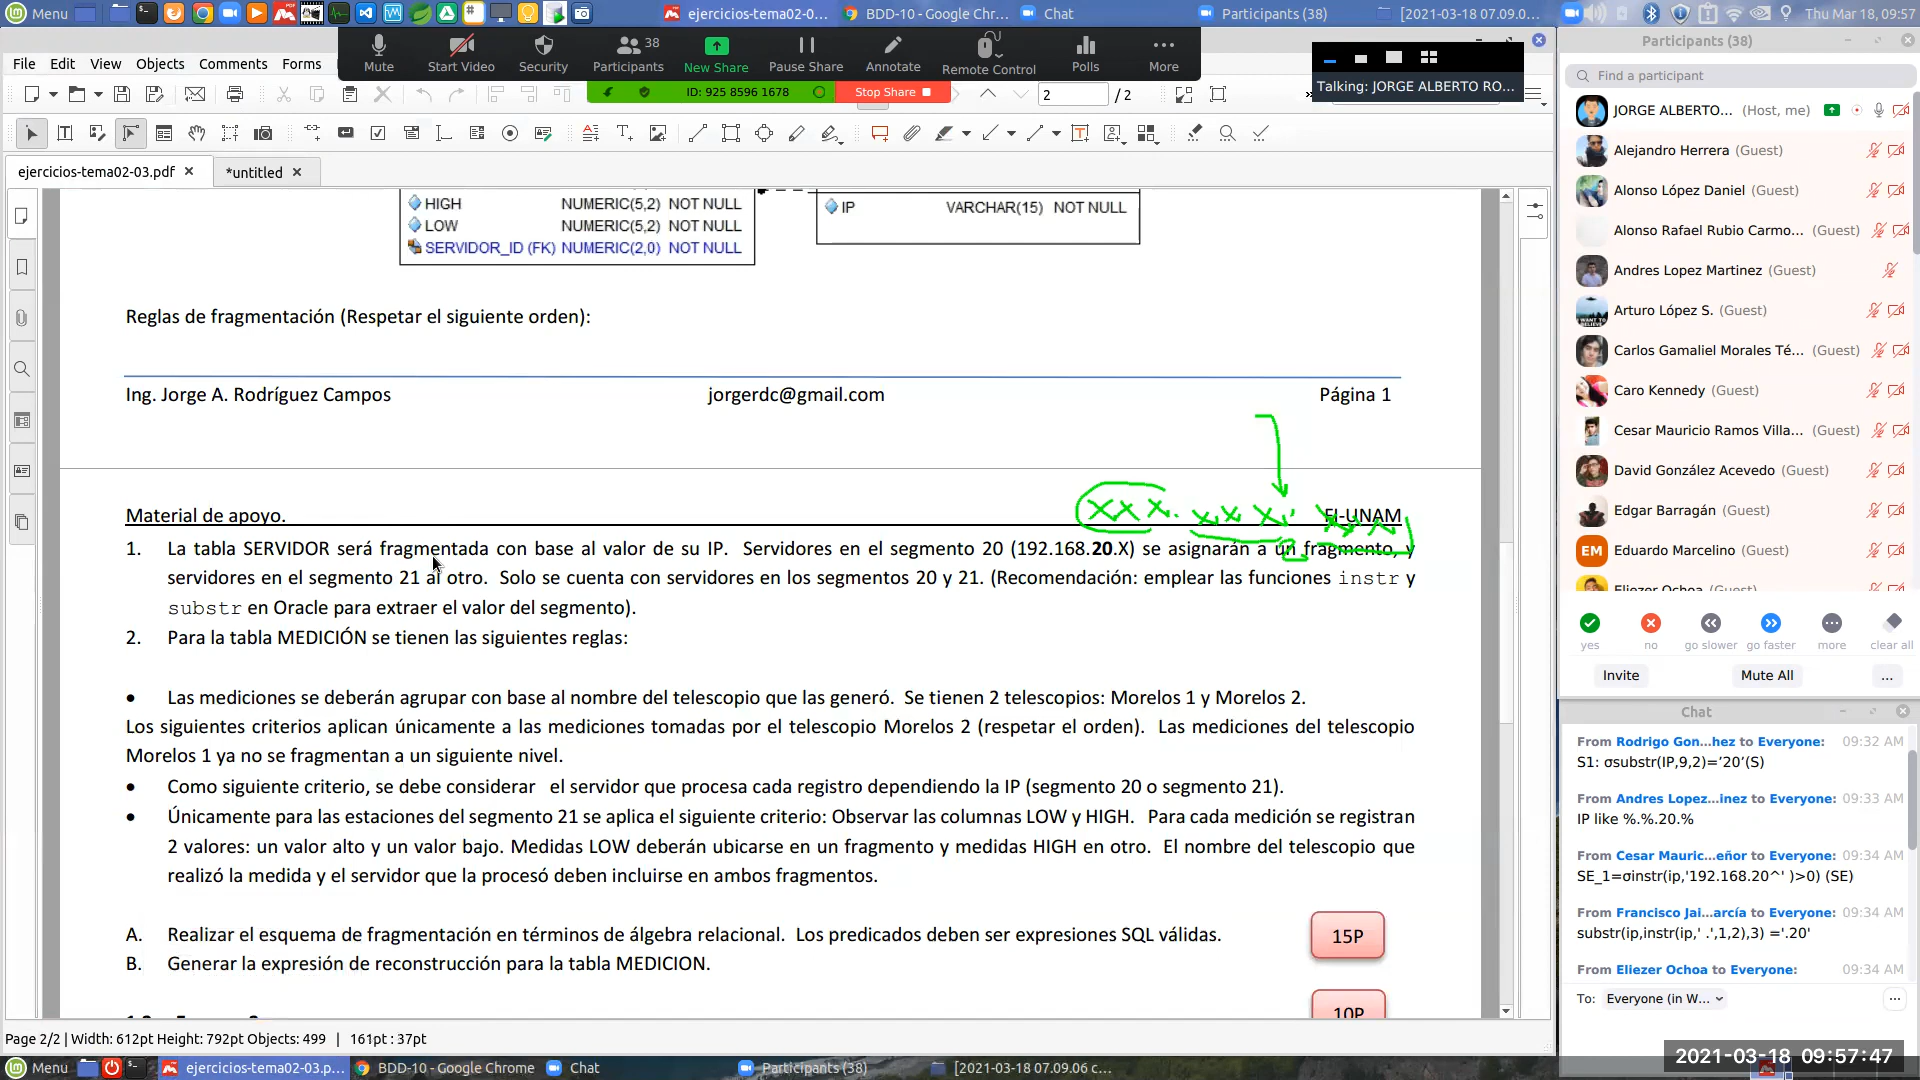 Menu
ejercicios-tema02-0...
BDD-10 - Google Chr...
Chat
Participants (38)
[2021-03-18 07.09.0...
Thu Mar 18, 09:57
File Edit View Objects Comments Forms
Mute
Start Video
Security
38
Participants
New Share
Pause Share
Annotate
Remote Control
Polls
More
Talking: JORGE ALBERTO RO...
ID: 925 8596 1678
Stop Share
2 / 2
ejercicios-tema02-03.pdf
*untitled
HIGH NUMERIC(5,2) NOT NULL
LOW NUMERIC(5,2) NOT NULL
SERVIDOR_ID (FK) NUMERIC(2,0) NOT NULL
IP VARCHAR(15) NOT NULL
Reglas de fragmentación (Respetar el siguiente orden):
Ing. Jorge A. Rodríguez Campos jorgerdc@gmail.com Página 1
Material de apoyo. FI-UNAM
XXX. XXX. XXX
2
1. La tabla SERVIDOR será fragmentada con base al valor de su IP. Servidores en el segmento 20 (192.168.20.X) se asignarán a un fragmento, y
servidores en el segmento 21 al otro. Solo se cuenta con servidores en los segmentos 20 y 21. (Recomendación: emplear las funciones instr y
substr en Oracle para extraer el valor del segmento).
2. Para la tabla MEDICIÓN se tienen las siguientes reglas:
• Las mediciones se deberán agrupar con base al nombre del telescopio que las generó. Se tienen 2 telescopios: Morelos 1 y Morelos 2.
Los siguientes criterios aplican únicamente a las mediciones tomadas por el telescopio Morelos 2 (respetar el orden). Las mediciones del telescopio
Morelos 1 ya no se fragmentan a un siguiente nivel.
• Como siguiente criterio, se debe considerar el servidor que procesa cada registro dependiendo la IP (segmento 20 o segmento 21).
• Únicamente para las estaciones del segmento 21 se aplica el siguiente criterio: Observar las columnas LOW y HIGH. Para cada medición se registran
2 valores: un valor alto y un valor bajo. Medidas LOW deberán ubicarse en un fragmento y medidas HIGH en otro. El nombre del telescopio que
realizó la medida y el servidor que la procesó deben incluirse en ambos fragmentos.
A. Realizar el esquema de fragmentación en términos de álgebra relacional. Los predicados deben ser expresiones SQL válidas.
15P
B. Generar la expresión de reconstrucción para la tabla MEDICION.
10P
Page 2/2 | Width: 612pt Height: 792pt Objects: 499 | 161pt : 37pt
Participants (38)
Find a participant
JORGE ALBERTO... (Host, me)
Alejandro Herrera (Guest)
Alonso López Daniel (Guest)
Alonso Rafael Rubio Carmo... (Guest)
Andres Lopez Martinez (Guest)
Arturo López S. (Guest)
Carlos Gamaliel Morales Té... (Guest)
Caro Kennedy (Guest)
Cesar Mauricio Ramos Villa... (Guest)
David González Acevedo (Guest)
Edgar Barragán (Guest)
EM Eduardo Marcelino (Guest)
Eliezer Ochoa (Guest)
yes no go slower go faster more clear all
Invite Mute All ...
Chat
From Rodrigo Gon...hez to Everyone: 09:32 AM
S1: σsubstr(IP,9,2)='20'(S)
From Andres Lopez...inez to Everyone: 09:33 AM
IP like %.%.20.%
From Cesar Mauric...eñor to Everyone: 09:34 AM
SE_1=σinstr(ip,'192.168.20^' )>0) (SE)
From Francisco Jai...arcía to Everyone: 09:34 AM
substr(ip,instr(ip,' .',1,2),3) ='.20'
From Eliezer Ochoa to Everyone: 09:34 AM
To: Everyone (in W...
2021-03-18 09:57:47
Menu
ejercicios-tema02-03.p...
BDD-10 - Google Chrome
Chat
Participants (38)
[2021-03-18 07.09.06 c...